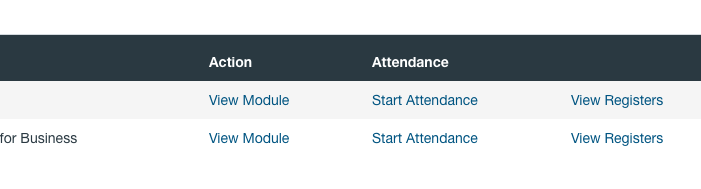 Action Attendance
View Module Start Attendance View Registers
for Business View Module Start Attendance View Registers